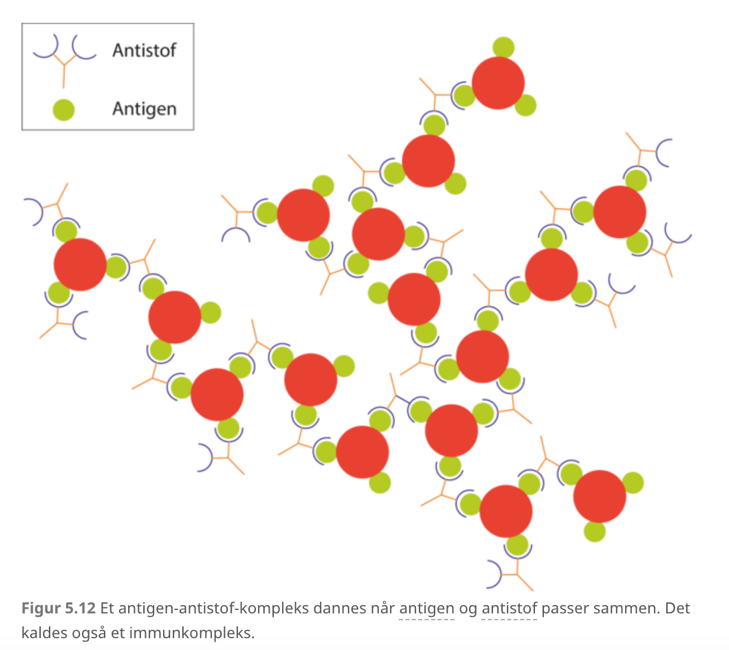 Antistof
Antigen
Figur 5.12 Et antigen-antistof-kompleks dannes når antigen og antistof passer sammen. Det
kaldes også et immunkompleks.